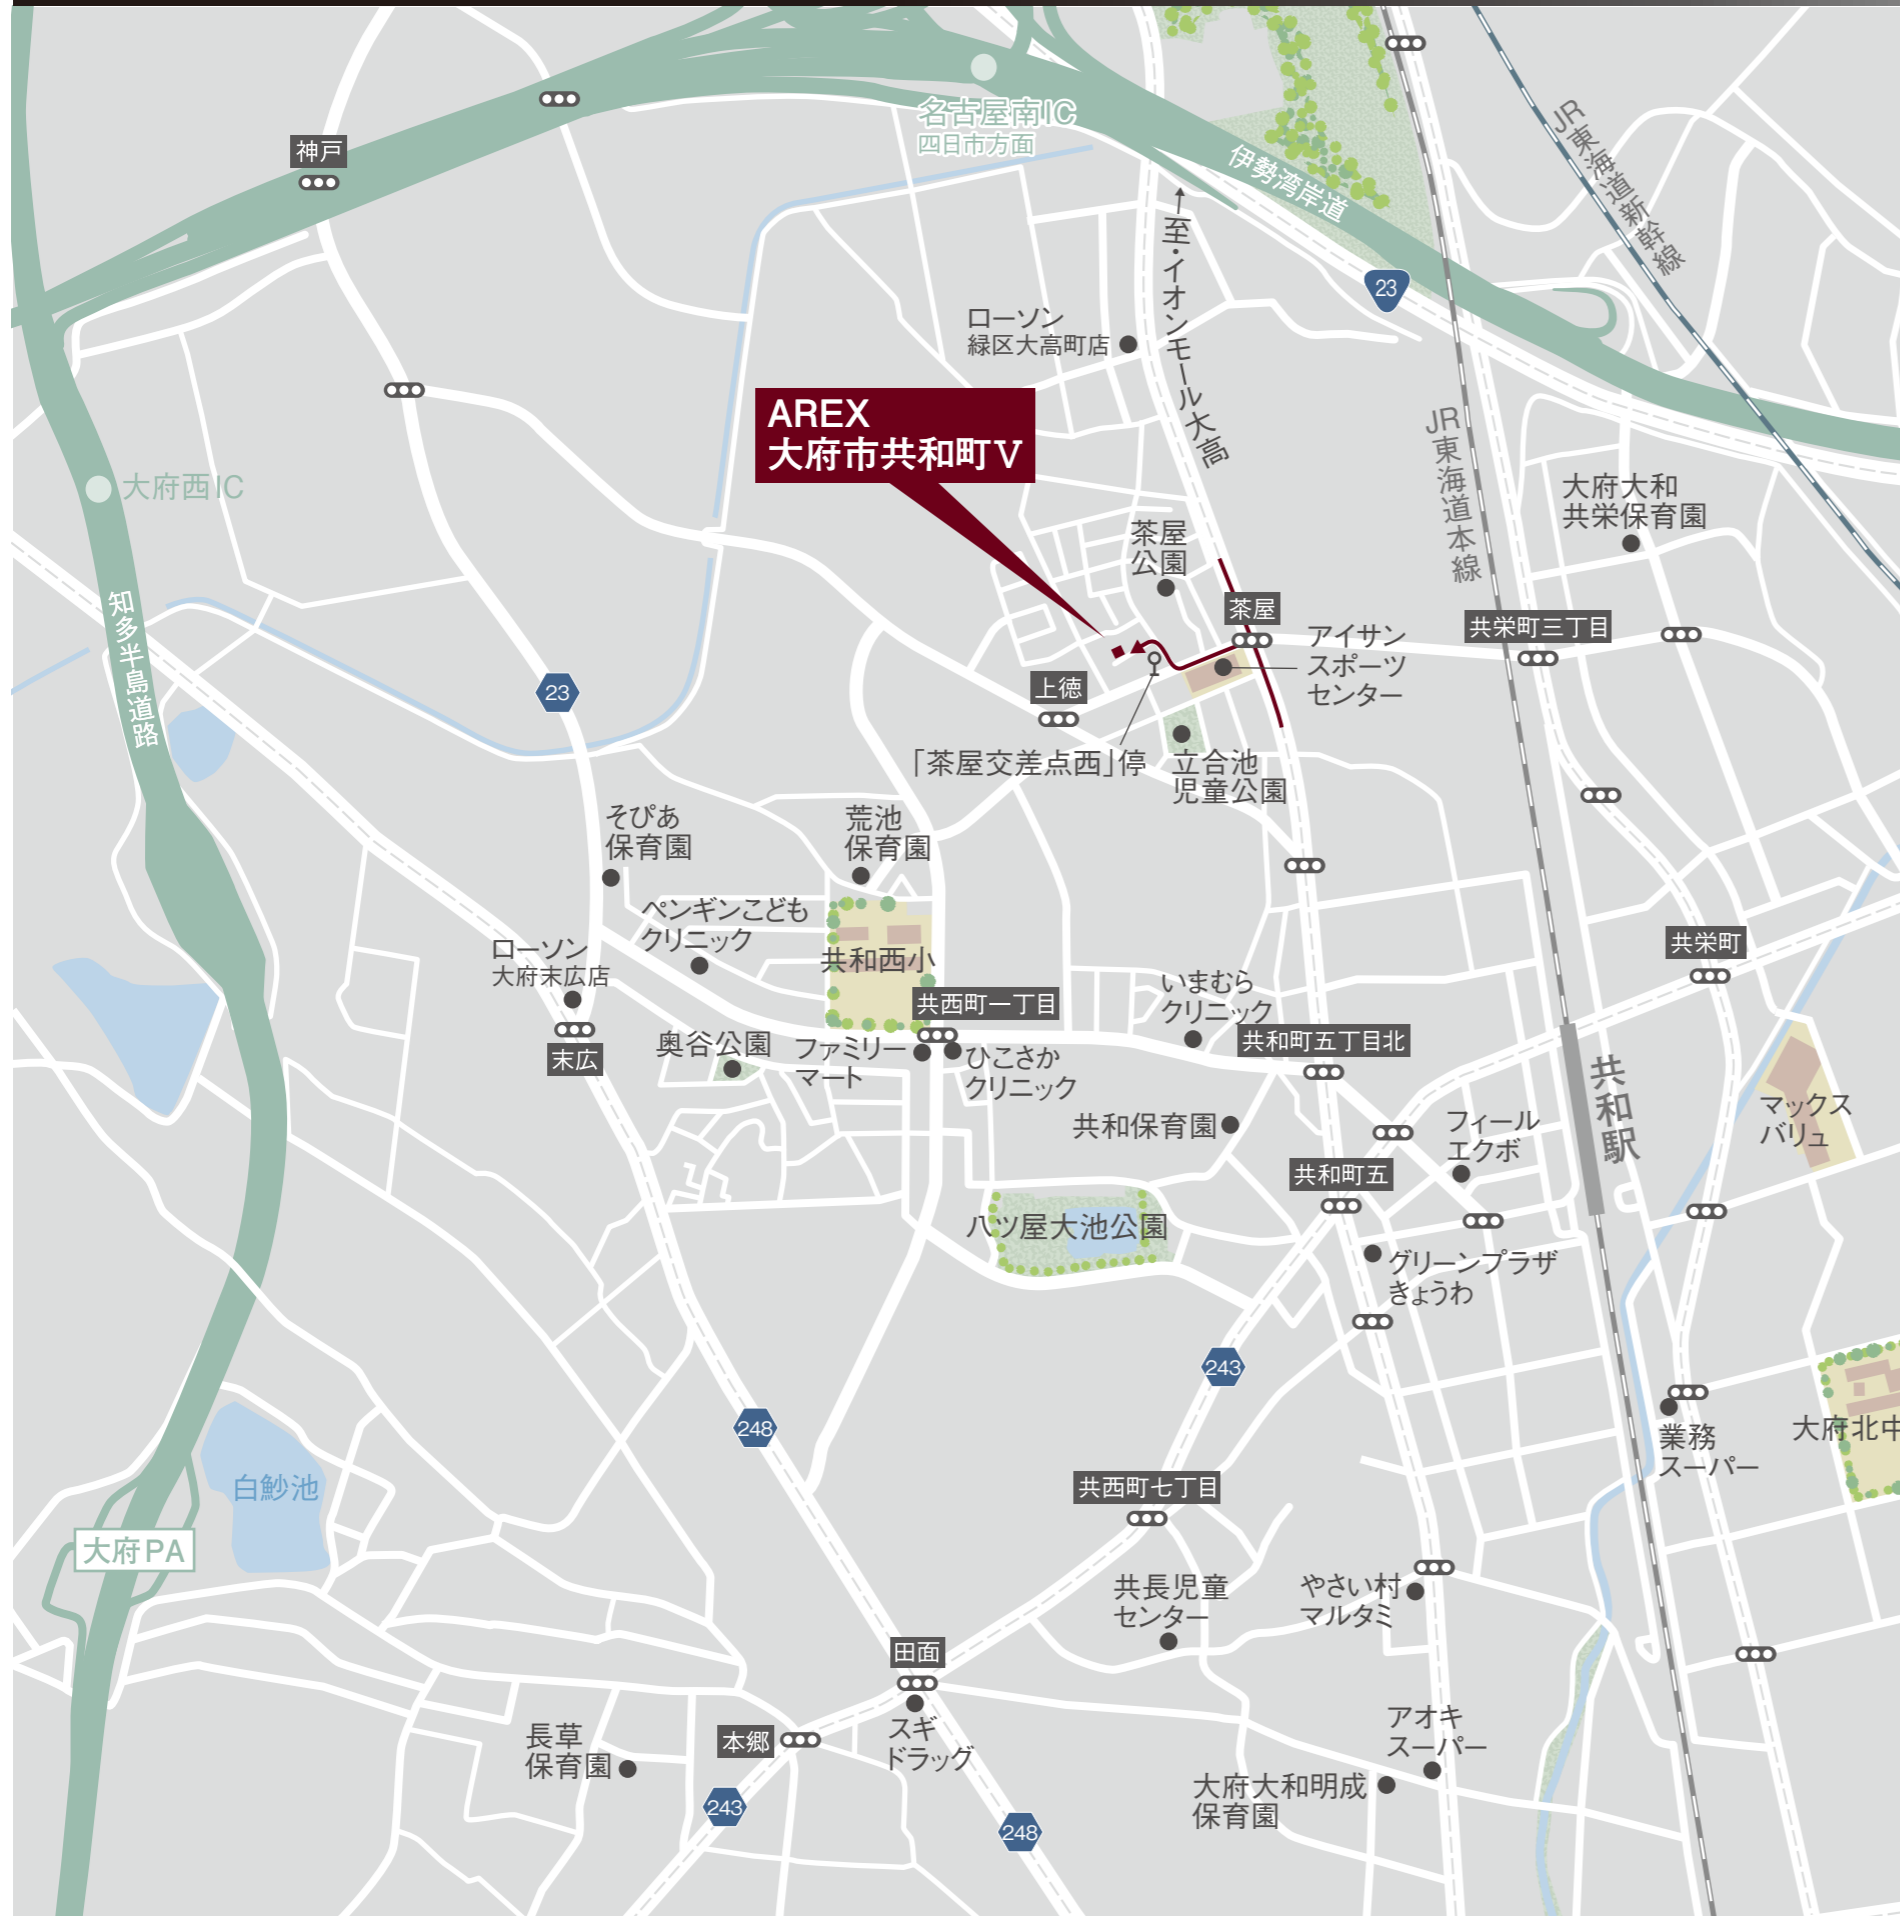 名古屋南IC
四日市方面
神戸
伊勢湾岸道
JR東海道新幹線
↑至・イオンモール大高
23
ローソン
緑区大高町店
AREX
大府市共和町Ⅴ
JR東海道本線
大府西IC
大府大和
共栄保育園
茶屋
公園
知多半島道路
茶屋
共栄町三丁目
アイサン
スポーツ
センター
23
上徳
「茶屋交差点西」停
立合池
児童公園
そぴあ
保育園
荒池
保育園
ペンギンこども
クリニック
ローソン
大府末広店
共和西小
共栄町
共西町一丁目
いまむら
クリニック
末広
奥谷公園
ファミリー
マート
ひこさか
クリニック
共和町五丁目北
共和駅
マックス
バリュ
共和保育園
フィール
エクボ
共和町五
八ツ屋大池公園
グリーンプラザ
きょうわ
243
248
業務
スーパー
大府北中
白魦池
共西町七丁目
大府PA
共長児童
センター
やさい村
マルタミ
田面
スギ
ドラッグ
本郷
長草
保育園
アオキ
スーパー
大府大和明成
保育園
243
248